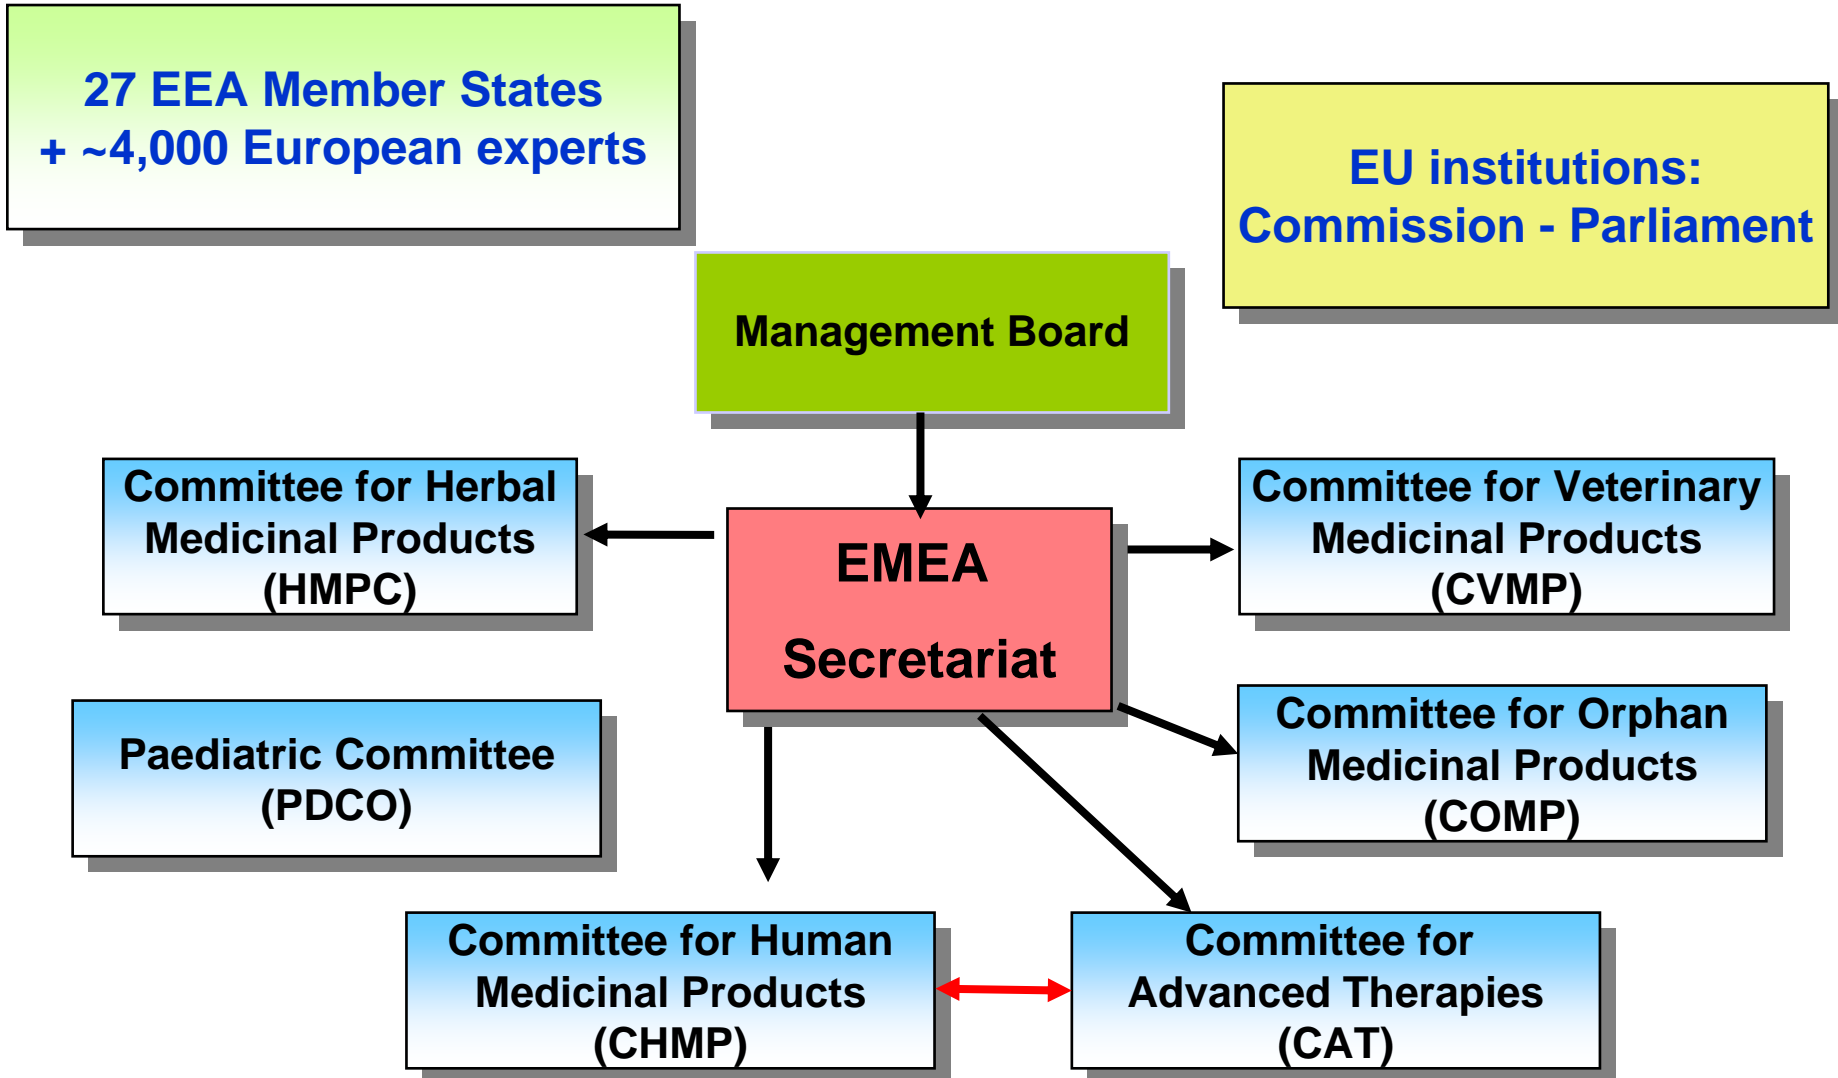 27 EEA Member States
+ ~4,000 European experts
EU institutions:
Commission - Parliament
Management Board
Committee for Herbal
Medicinal Products
(HMPC)
EMEA
Secretariat
Committee for Veterinary
Medicinal Products
(CVMP)
Paediatric Committee
(PDCO)
Committee for Orphan
Medicinal Products
(COMP)
Committee for Human
Medicinal Products
(CHMP)
Committee for
Advanced Therapies
(CAT)